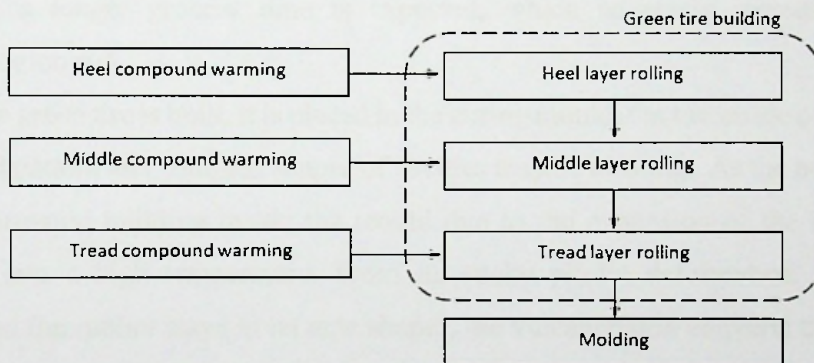 Green tire building
Heel compound warming
Heel layer rolling
Middle compound warming
Middle layer rolling
Tread compound warming
Tread layer rolling
Molding